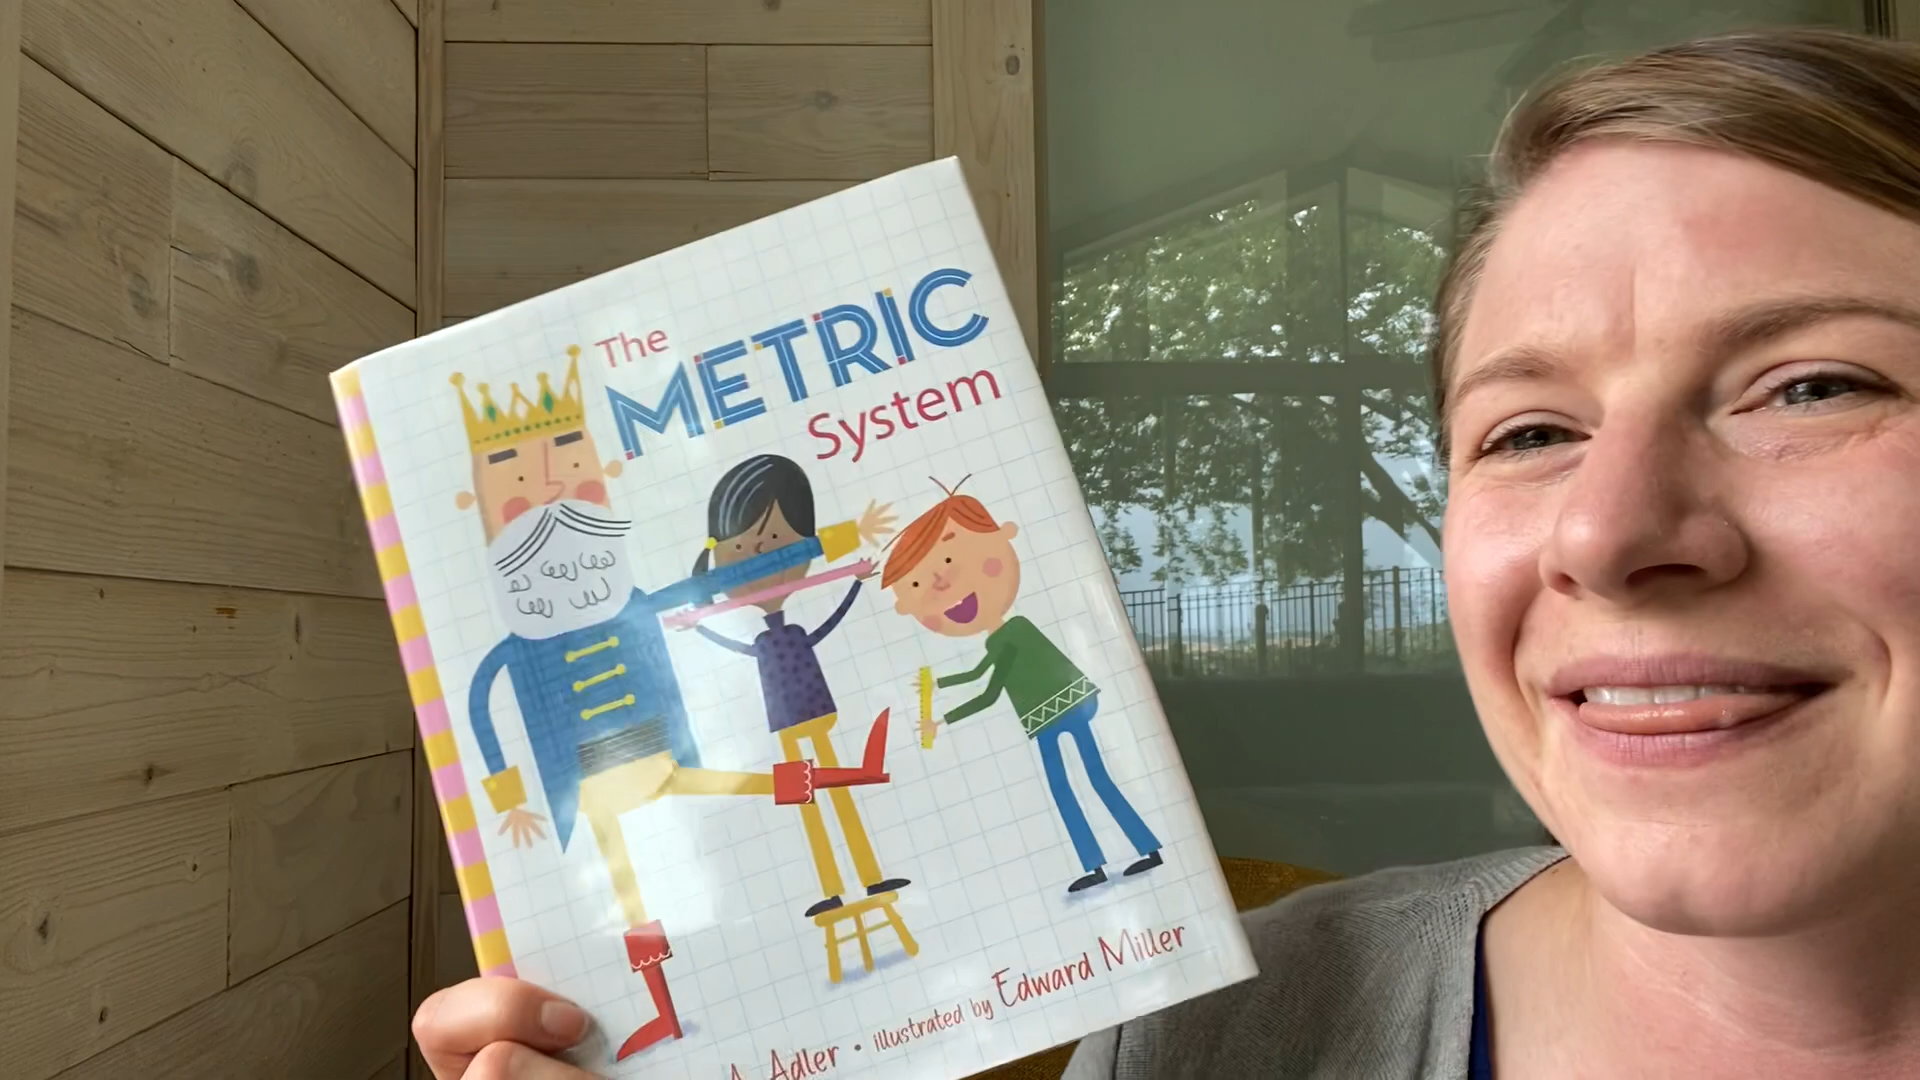 The
METRIC
System
A. Adler • illustrated by Edward Miller